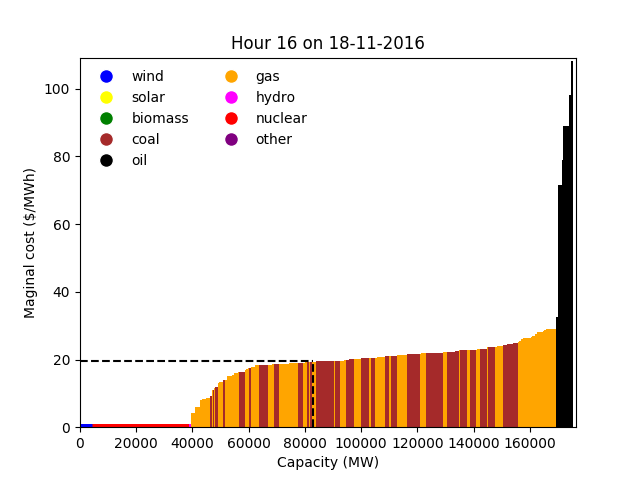 Hour 16 on 18-11-2016
Maginal cost ($/MWh)
100
80
60
40
20
0
wind
solar
biomass
coal
oil
gas
hydro
nuclear
other
0 20000 40000 60000 80000 100000 120000 140000 160000
Capacity (MW)